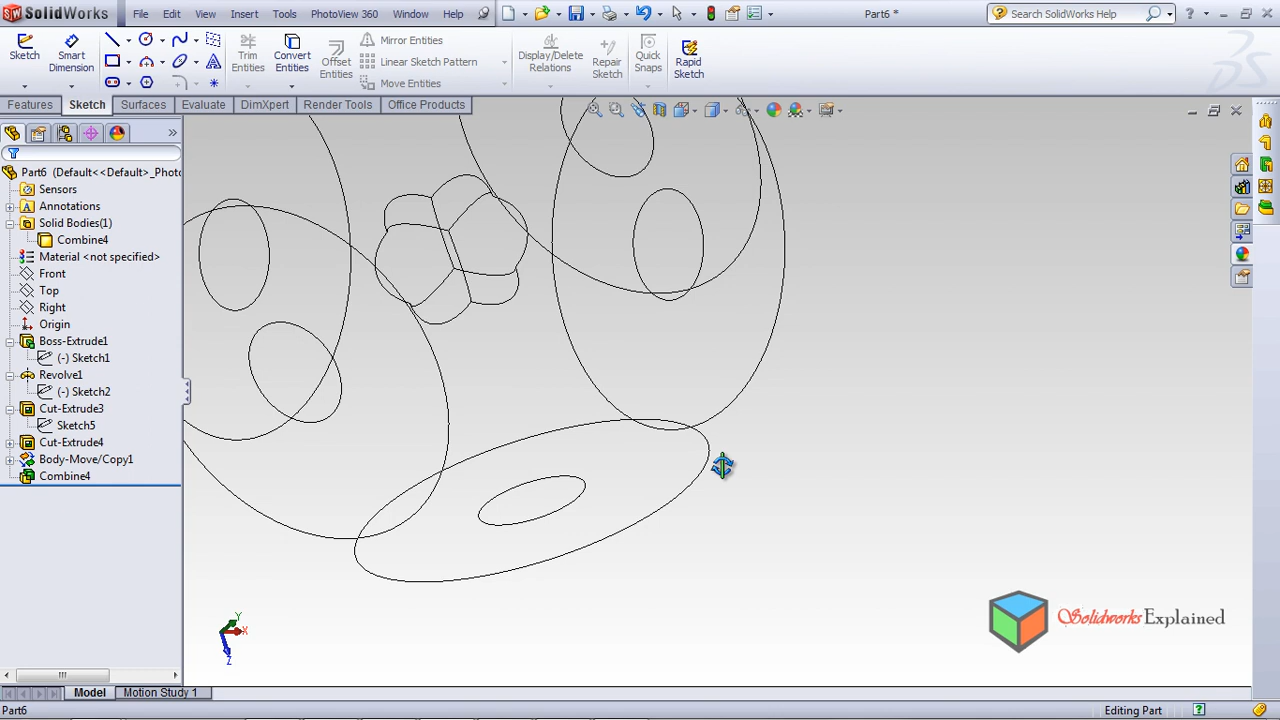 SolidWorks File Edit View Insert Tools PhotoView 360 Window Help Part6 * Search SolidWorks Help
Sketch Smart Dimension Trim Entities Convert Entities Offset Entities Mirror Entities Linear Sketch Pattern Move Entities Display/Delete Relations Repair Sketch Quick Snaps Rapid Sketch
Features Sketch Surfaces Evaluate DimXpert Render Tools Office Products
Part6 (Default<<Default>_Photo
Sensors
Annotations
Solid Bodies(1)
Combine4
Material <not specified>
Front
Top
Right
Origin
Boss-Extrude1
(-) Sketch1
Revolve1
(-) Sketch2
Cut-Extrude3
Sketch5
Cut-Extrude4
Body-Move/Copy1
Combine4
Y
X
Z
Solidworks Explained
Model Motion Study 1
Part6 Editing Part